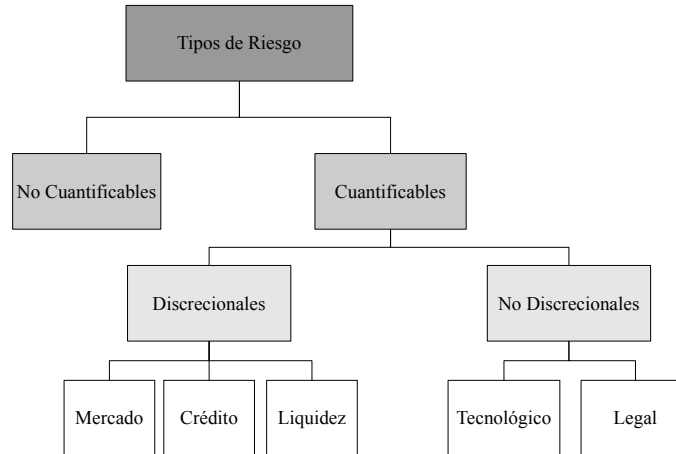 Tipos de Riesgo
No Cuantificables
Cuantificables
Discrecionales
No Discrecionales
Mercado
Crédito
Liquidez
Tecnológico
Legal